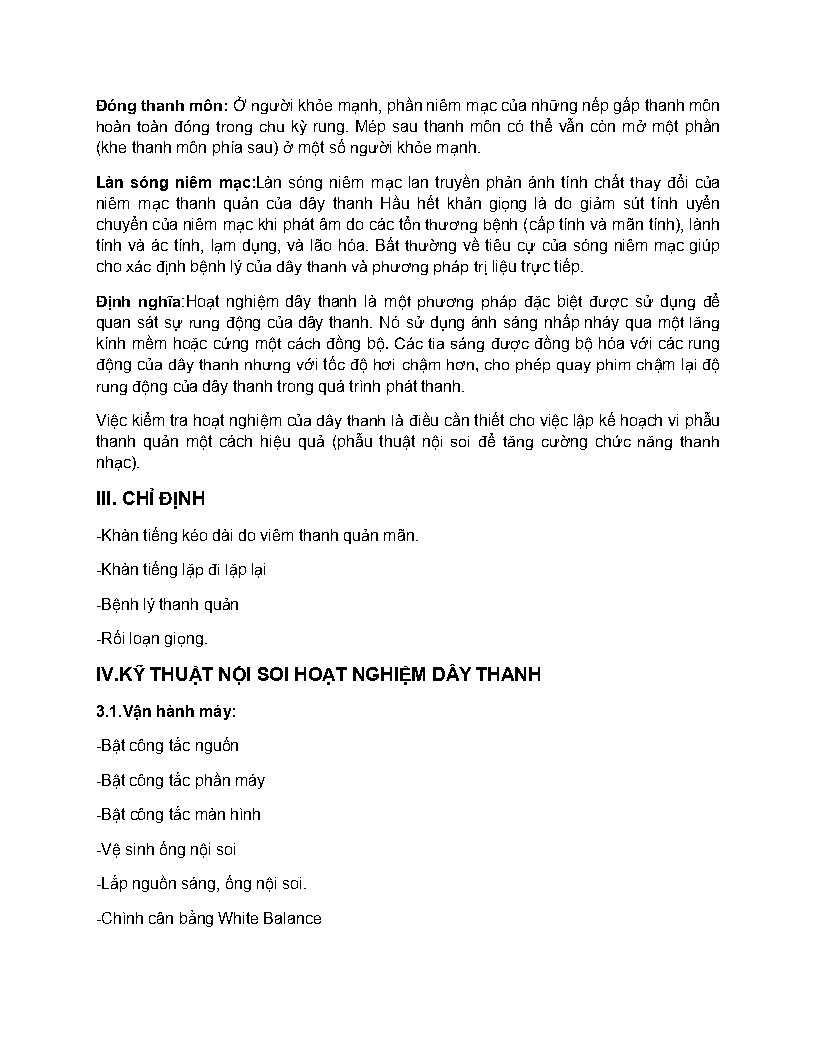 Đóng thanh môn: Ở người khỏe mạnh, phần niêm mạc của những nếp gấp thanh môn
hoàn toàn đóng trong chu kỳ rung. Mép sau thanh môn có thể vẫn còn mở một phần
(khe thanh môn phía sau) ở một số người khỏe mạnh.
Làn sóng niêm mạc:Làn sóng niêm mạc lan truyền phản ánh tính chất thay đổi của
niêm mạc thanh quản của dây thanh Hầu hết khản giọng là do giảm sút tính uyển
chuyển của niêm mạc khi phát âm do các tổn thương bệnh (cấp tính và mãn tính), lành
tính và ác tính, lạm dụng, và lão hóa. Bất thường về tiêu cự của sóng niêm mạc giúp
cho xác định bệnh lý của dây thanh và phương pháp trị liệu trực tiếp.
Định nghĩa:Hoạt nghiệm dây thanh là một phương pháp đặc biệt được sử dụng để
quan sát sự rung động của dây thanh. Nó sử dụng ánh sáng nhấp nháy qua một lăng
kính mềm hoặc cứng một cách đồng bộ. Các tia sáng được đồng bộ hóa với các rung
động của dây thanh nhưng với tốc độ hơi chậm hơn, cho phép quay phim chậm lại độ
rung động của dây thanh trong quá trình phát thanh.
Việc kiểm tra hoạt nghiệm của dây thanh là điều cần thiết cho việc lập kế hoạch vi phẫu
thanh quản một cách hiệu quả (phẫu thuật nội soi để tăng cường chức năng thanh
nhạc).
III. CHỈ ĐỊNH
-Khàn tiếng kéo dài do viêm thanh quản mãn.
-Khàn tiếng lặp đi lặp lại
-Bệnh lý thanh quản
-Rối loạn giọng.
IV.KỸ THUẬT NỘI SOI HOẠT NGHIỆM DÂY THANH
3.1.Vận hành máy:
-Bật công tắc nguồn
-Bật công tắc phần máy
-Bật công tắc màn hình
-Vệ sinh ống nội soi
-Lắp nguồn sáng, ống nội soi.
-Chình cân bằng White Balance